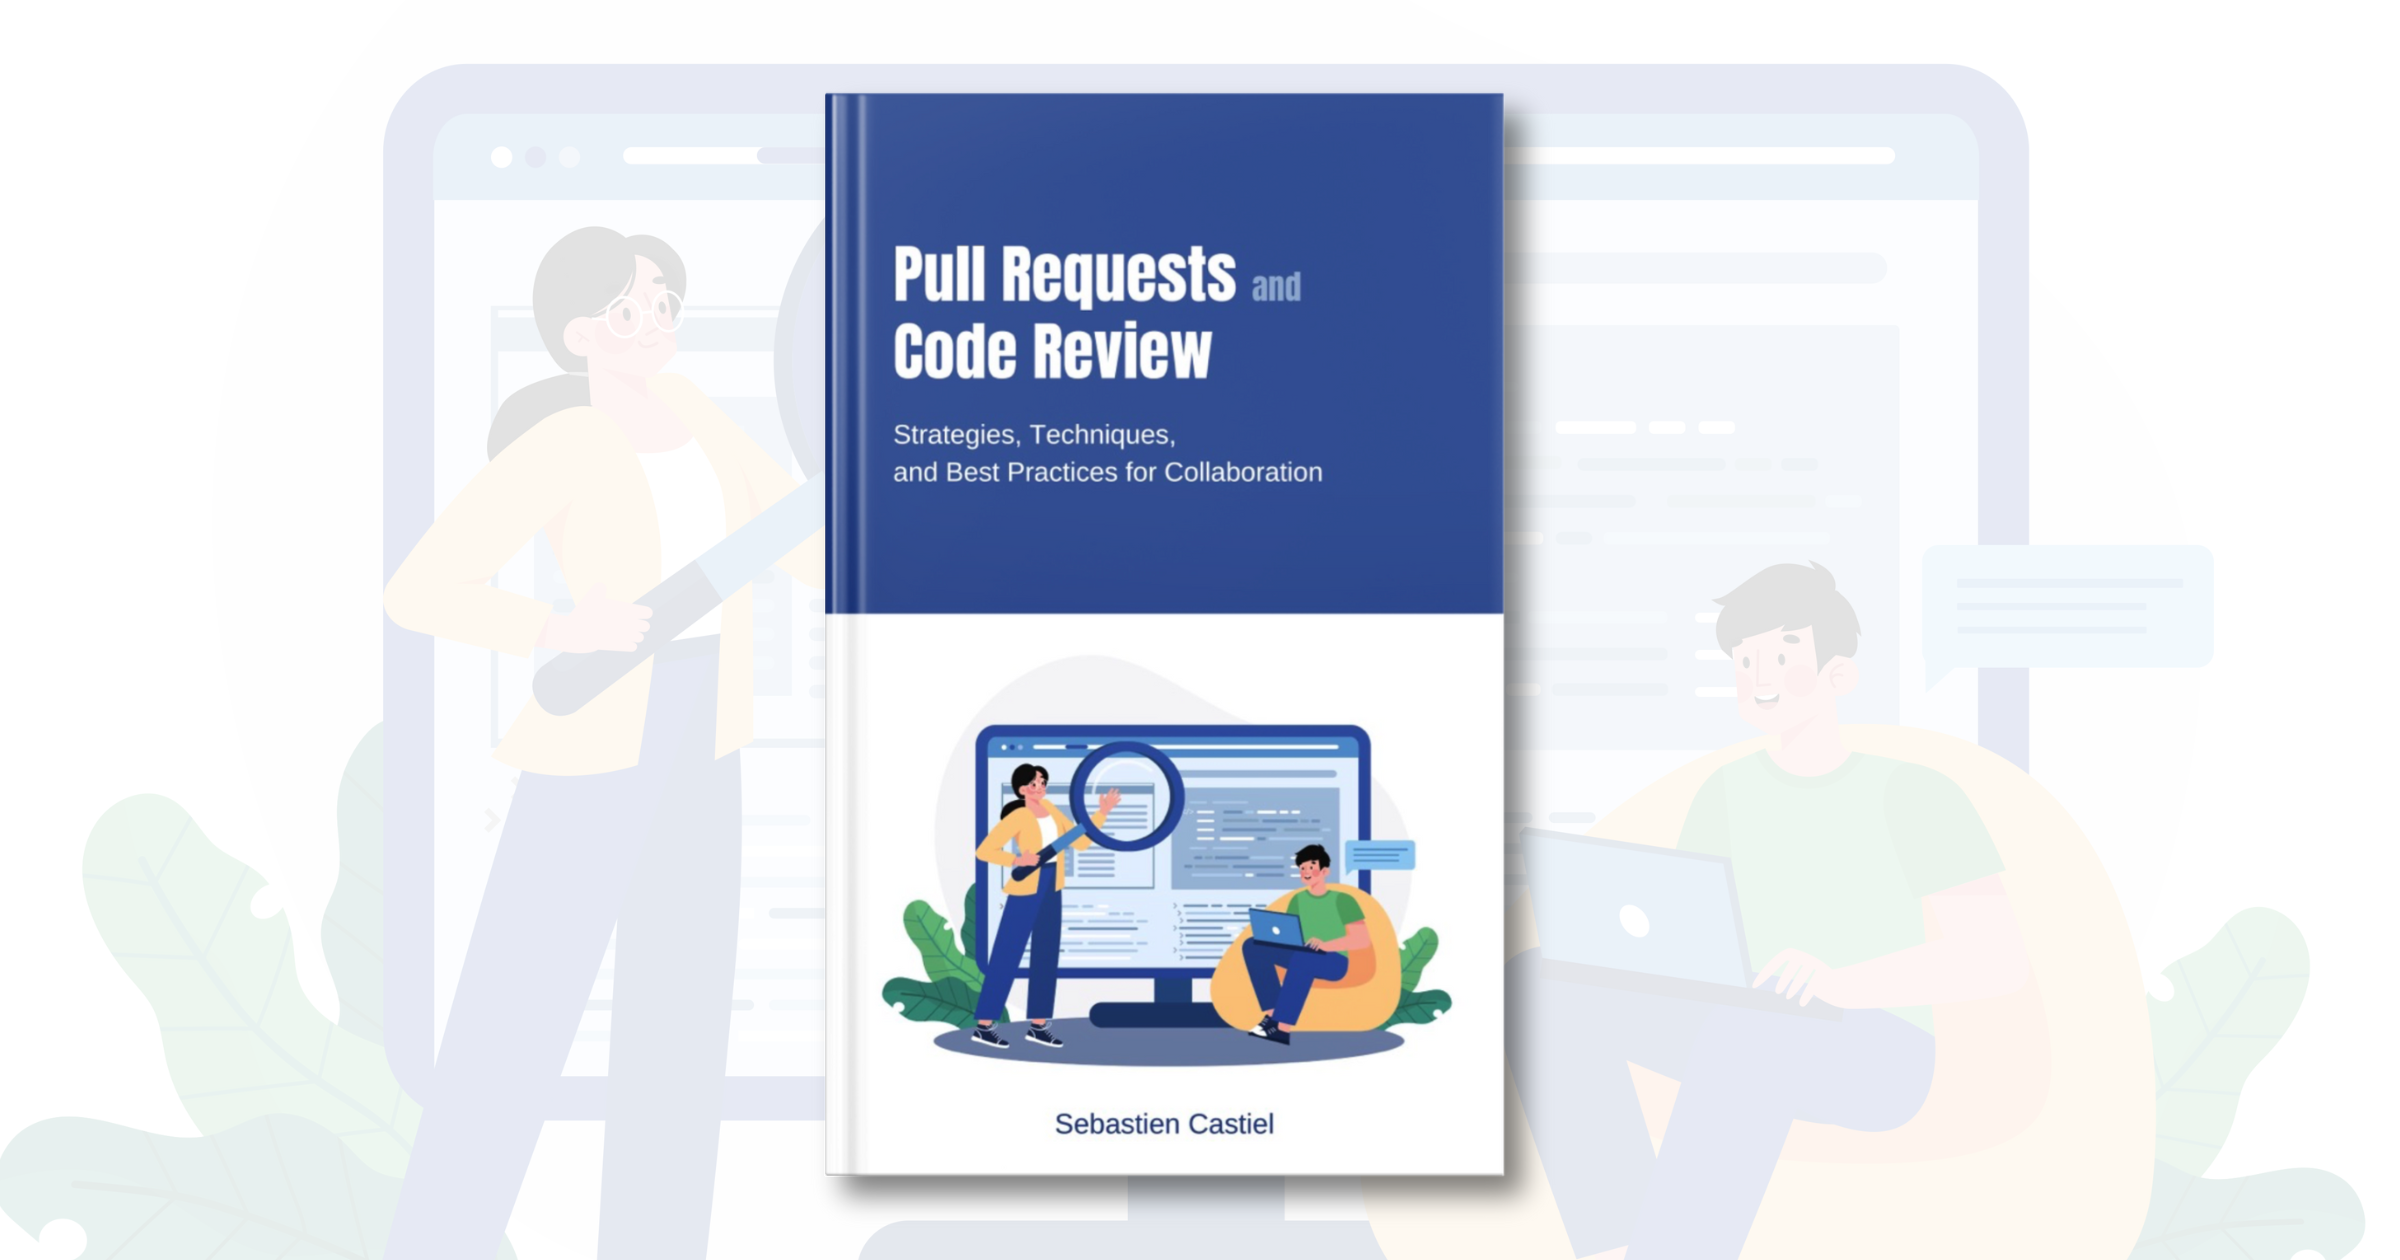 Pull Requests and
Code Review
Strategies, Techniques,
and Best Practices for Collaboration
Sebastien Castiel